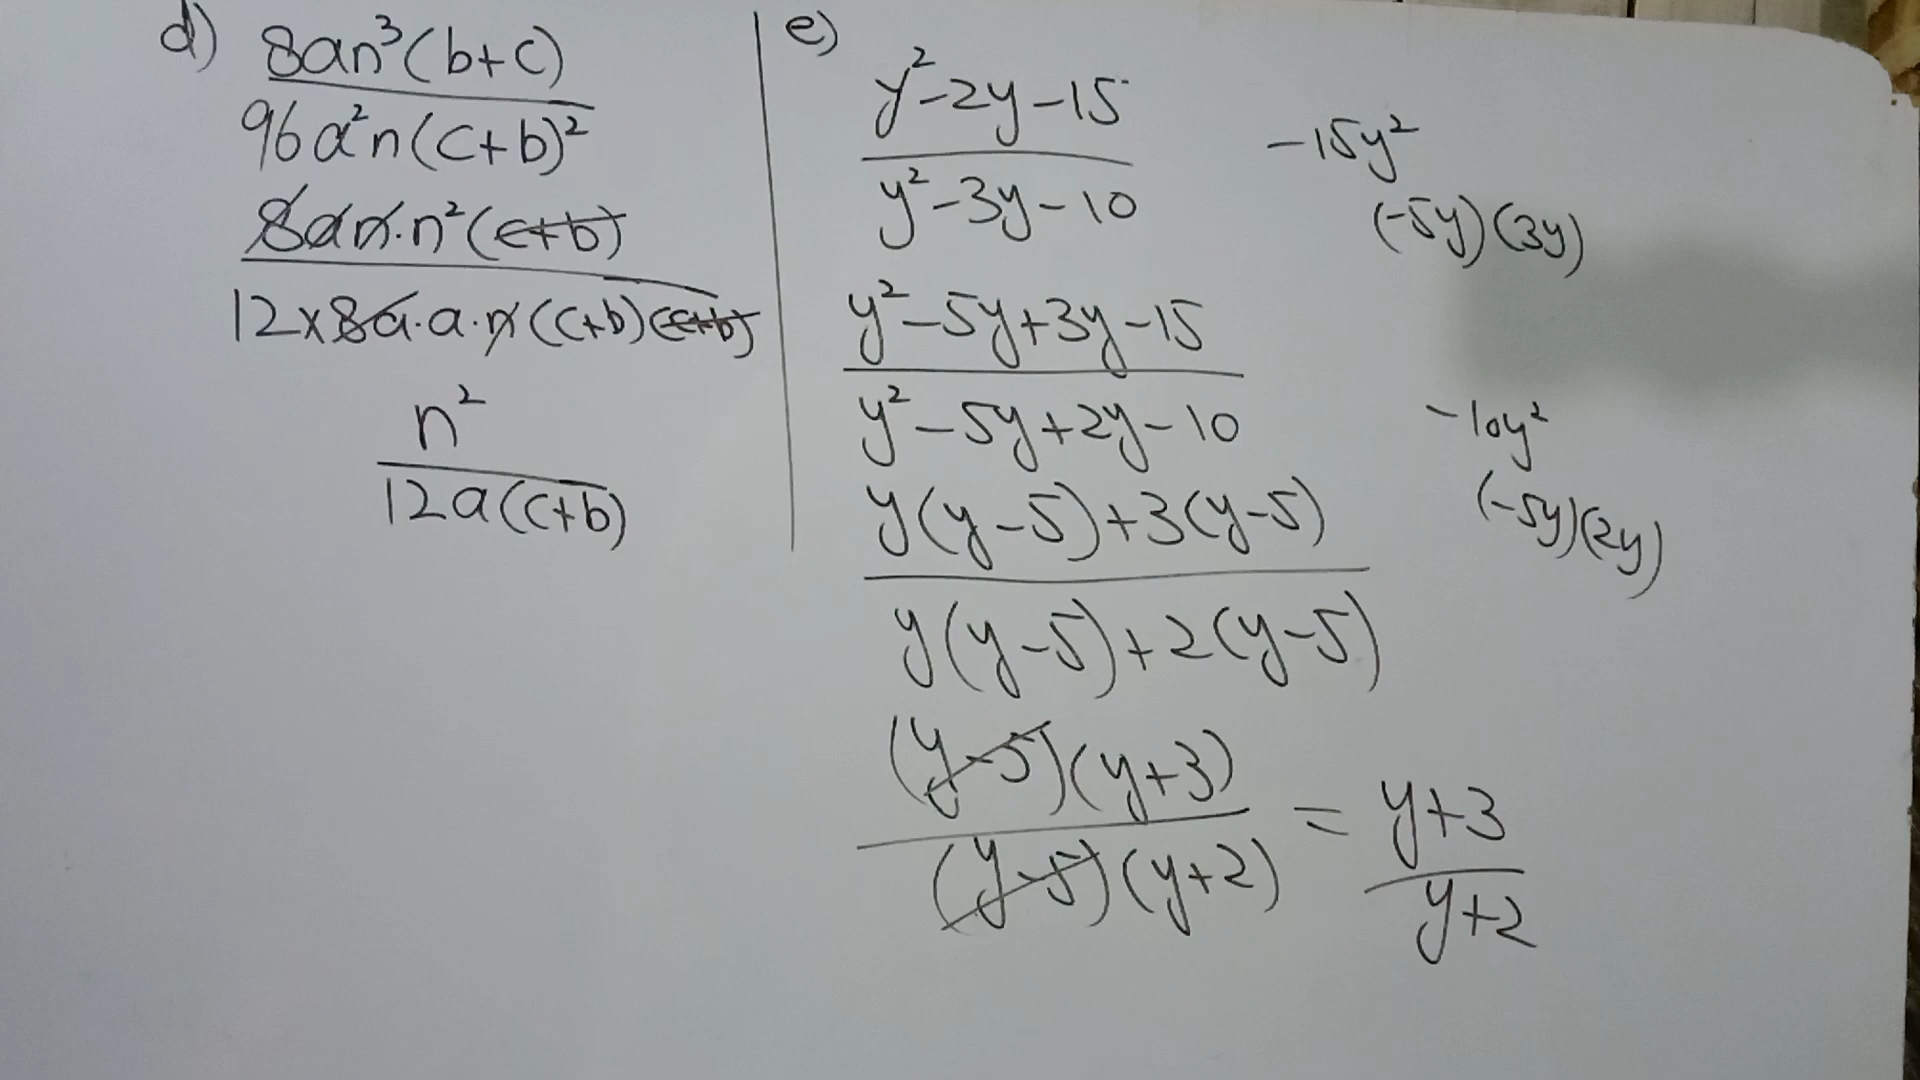 d) 8an³(b+c)
96a²n(c+b)²
8an·n²(c+b)
12x8a·a·n(c+b)(c+b)
n²
12a(c+b)
e)
y²-2y-15
y²-3y-10
-15y²
(-5y)(3y)
y²-5y+3y-15
y²-5y+2y-10
-10y²
(-5y)(2y)
y(y-5)+3(y-5)
y(y-5)+2(y-5)
(y-5)(y+3)
(y-5)(y+2)
= y+3
y+2